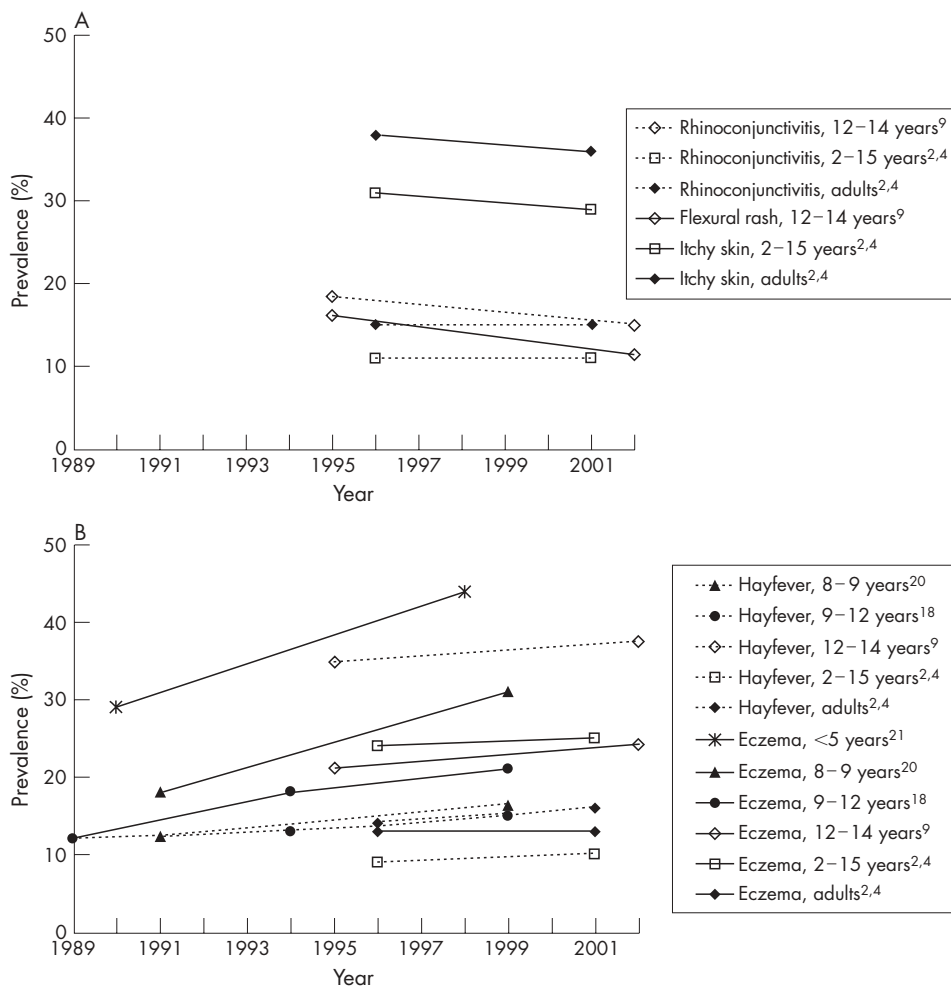 A
50
40
30
20
10
0
Prevalence (%)
1989 1991 1993 1995 1997 1999 2001
Year
Rhinoconjunctivitis, 12–14 years⁹
Rhinoconjunctivitis, 2–15 years²,⁴
Rhinoconjunctivitis, adults²,⁴
Flexural rash, 12–14 years⁹
Itchy skin, 2–15 years²,⁴
Itchy skin, adults²,⁴
B
50
40
30
20
10
0
Prevalence (%)
1989 1991 1993 1995 1997 1999 2001
Year
Hayfever, 8–9 years²⁰
Hayfever, 9–12 years¹⁸
Hayfever, 12–14 years⁹
Hayfever, 2–15 years²,⁴
Hayfever, adults²,⁴
Eczema, <5 years²¹
Eczema, 8–9 years²⁰
Eczema, 9–12 years¹⁸
Eczema, 12–14 years⁹
Eczema, 2–15 years²,⁴
Eczema, adults²,⁴